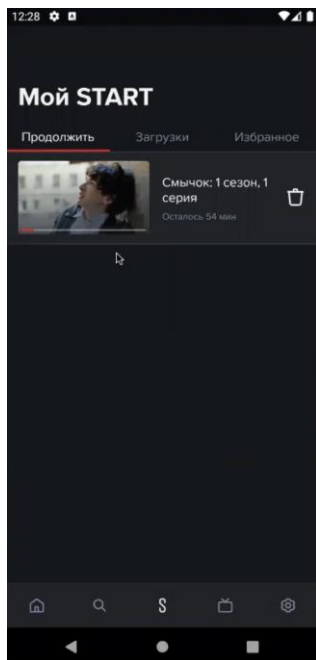 12:28
Мой START
Продолжить Загрузки Избранное
Смычок: 1 сезон, 1
серия
Осталось 54 мин
S